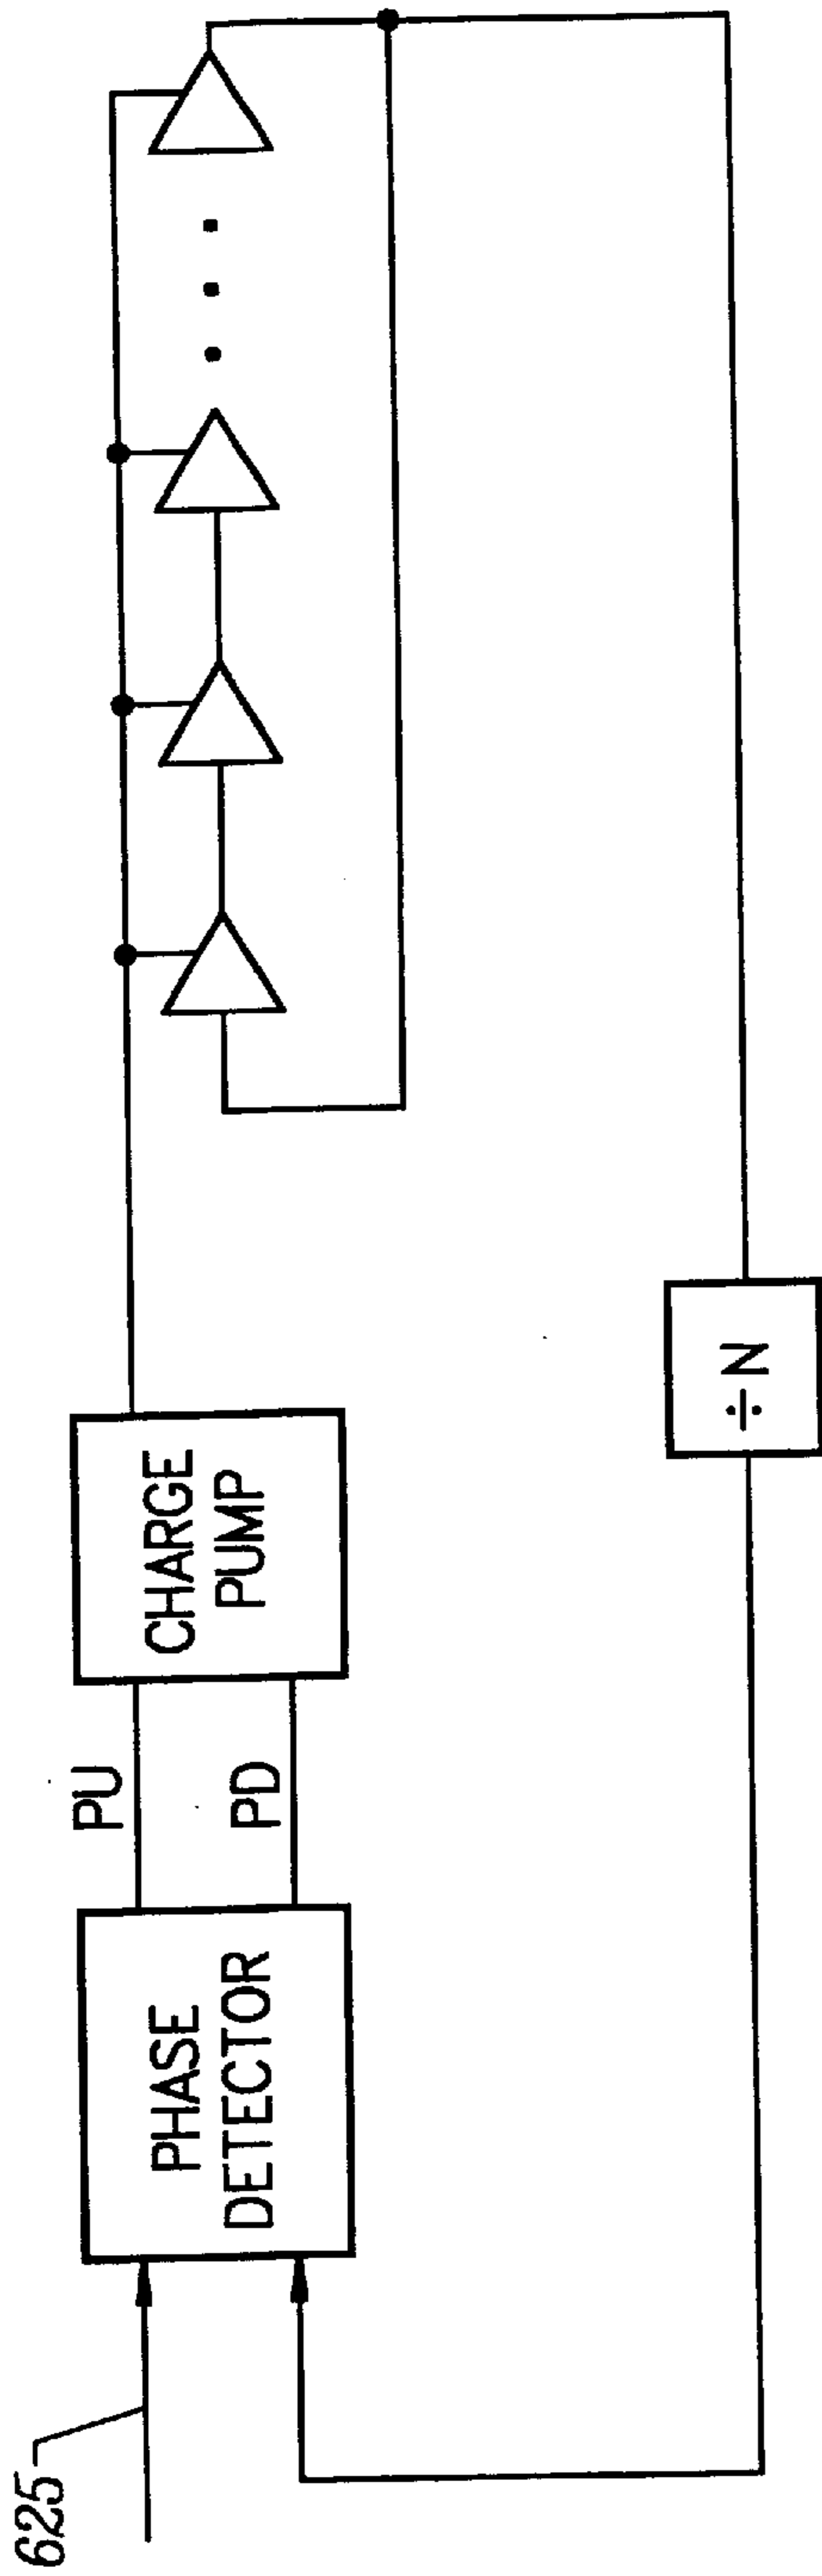 625
PHASE
DETECTOR
PU
PD
CHARGE
PUMP
÷N